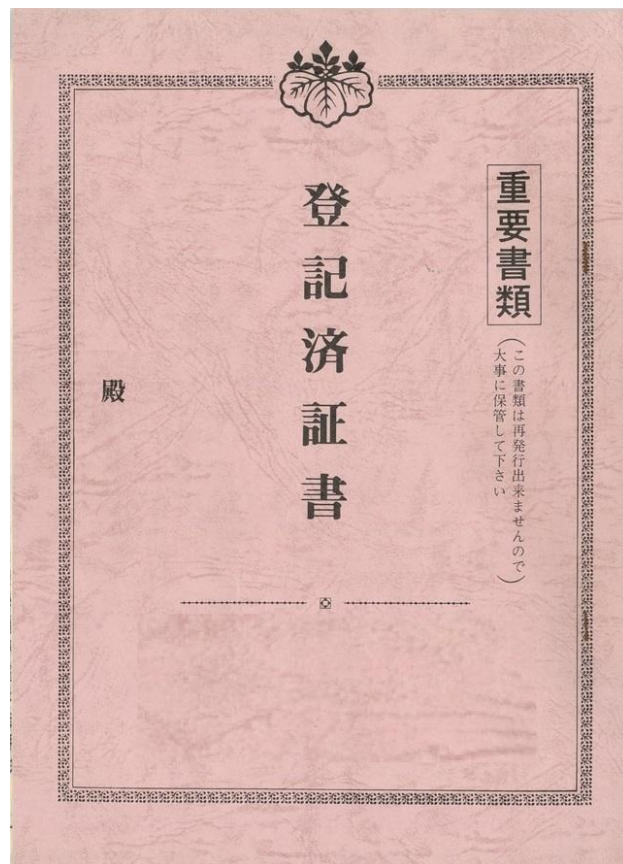 重要書類
(この書類は再発行出来ませんので
大事に保管して下さい)
登記済証書
殿